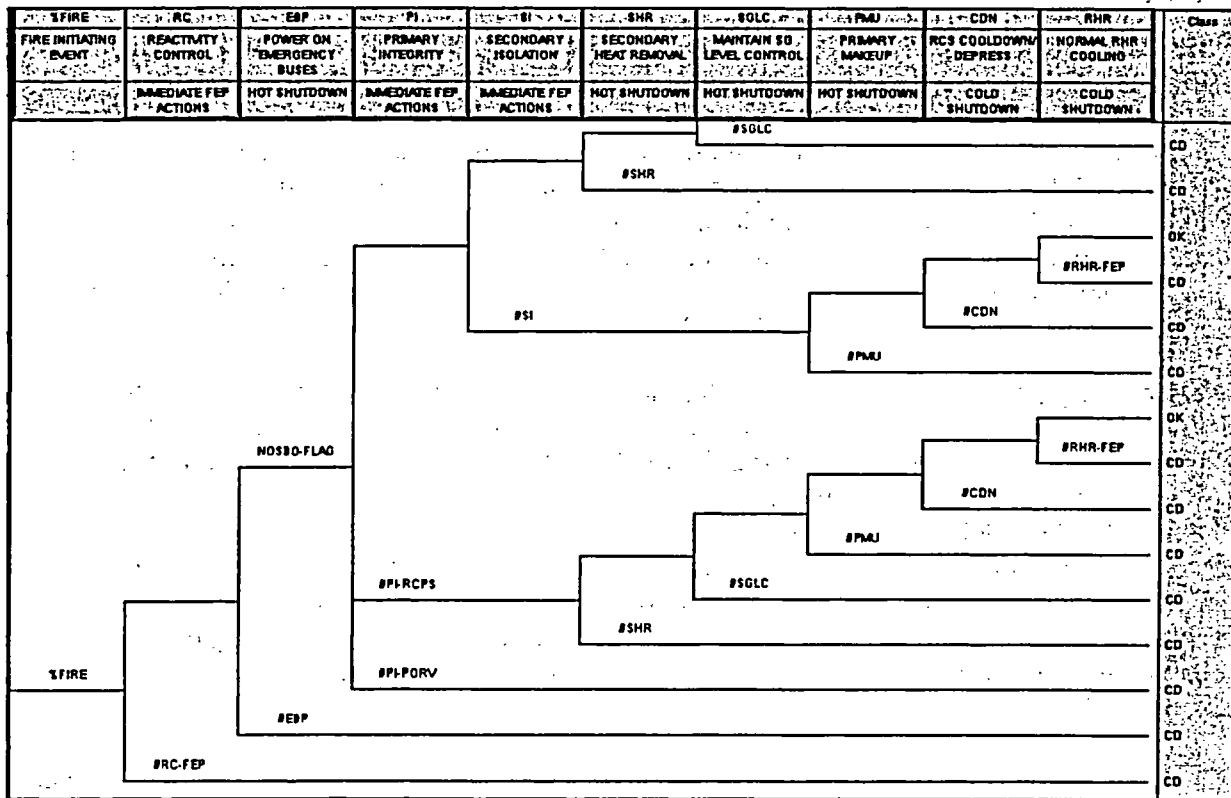 %FIRE RC EBP PI SI SHR SGLC PMU CDN RHR Class
FIRE INITIATING EVENT
REACTIVITY CONTROL
POWER ON EMERGENCY BUSES
PRIMARY INTEGRITY
SECONDARY ISOLATION
SECONDARY HEAT REMOVAL
MAINTAIN SG LEVEL CONTROL
PRIMARY MAKEUP
RCS COOLDOWN/ DEPRESS
NORMAL RHR COOLING
IMMEDIATE FEP ACTIONS
HOT SHUTDOWN
IMMEDIATE FEP ACTIONS
IMMEDIATE FEP ACTIONS
HOT SHUTDOWN
HOT SHUTDOWN
HOT SHUTDOWN
COLD SHUTDOWN
COLD SHUTDOWN
#SGLC
CD
#SHR
CD
OK
#RHR-FEP
CD
#SI
#CDN
CD
#PMU
CD
OK
NOSBO-FLAG
#RHR-FEP
CD
#CDN
CD
#PMU
CD
#PI-RCPS
#SGLC
CD
#SHR
CD
%FIRE
#PI-PORV
CD
#EBP
CD
#RC-FEP
CD